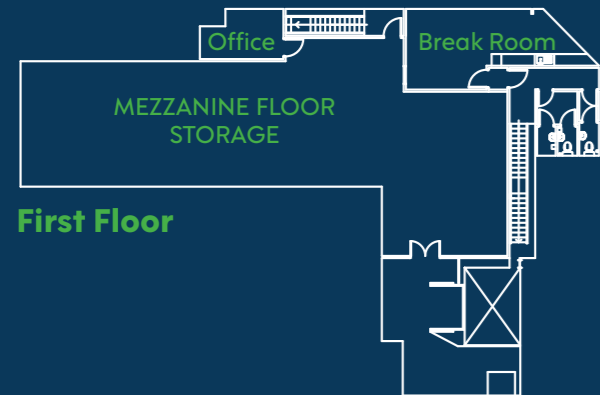 Office
Break Room
MEZZANINE FLOOR
STORAGE
First Floor